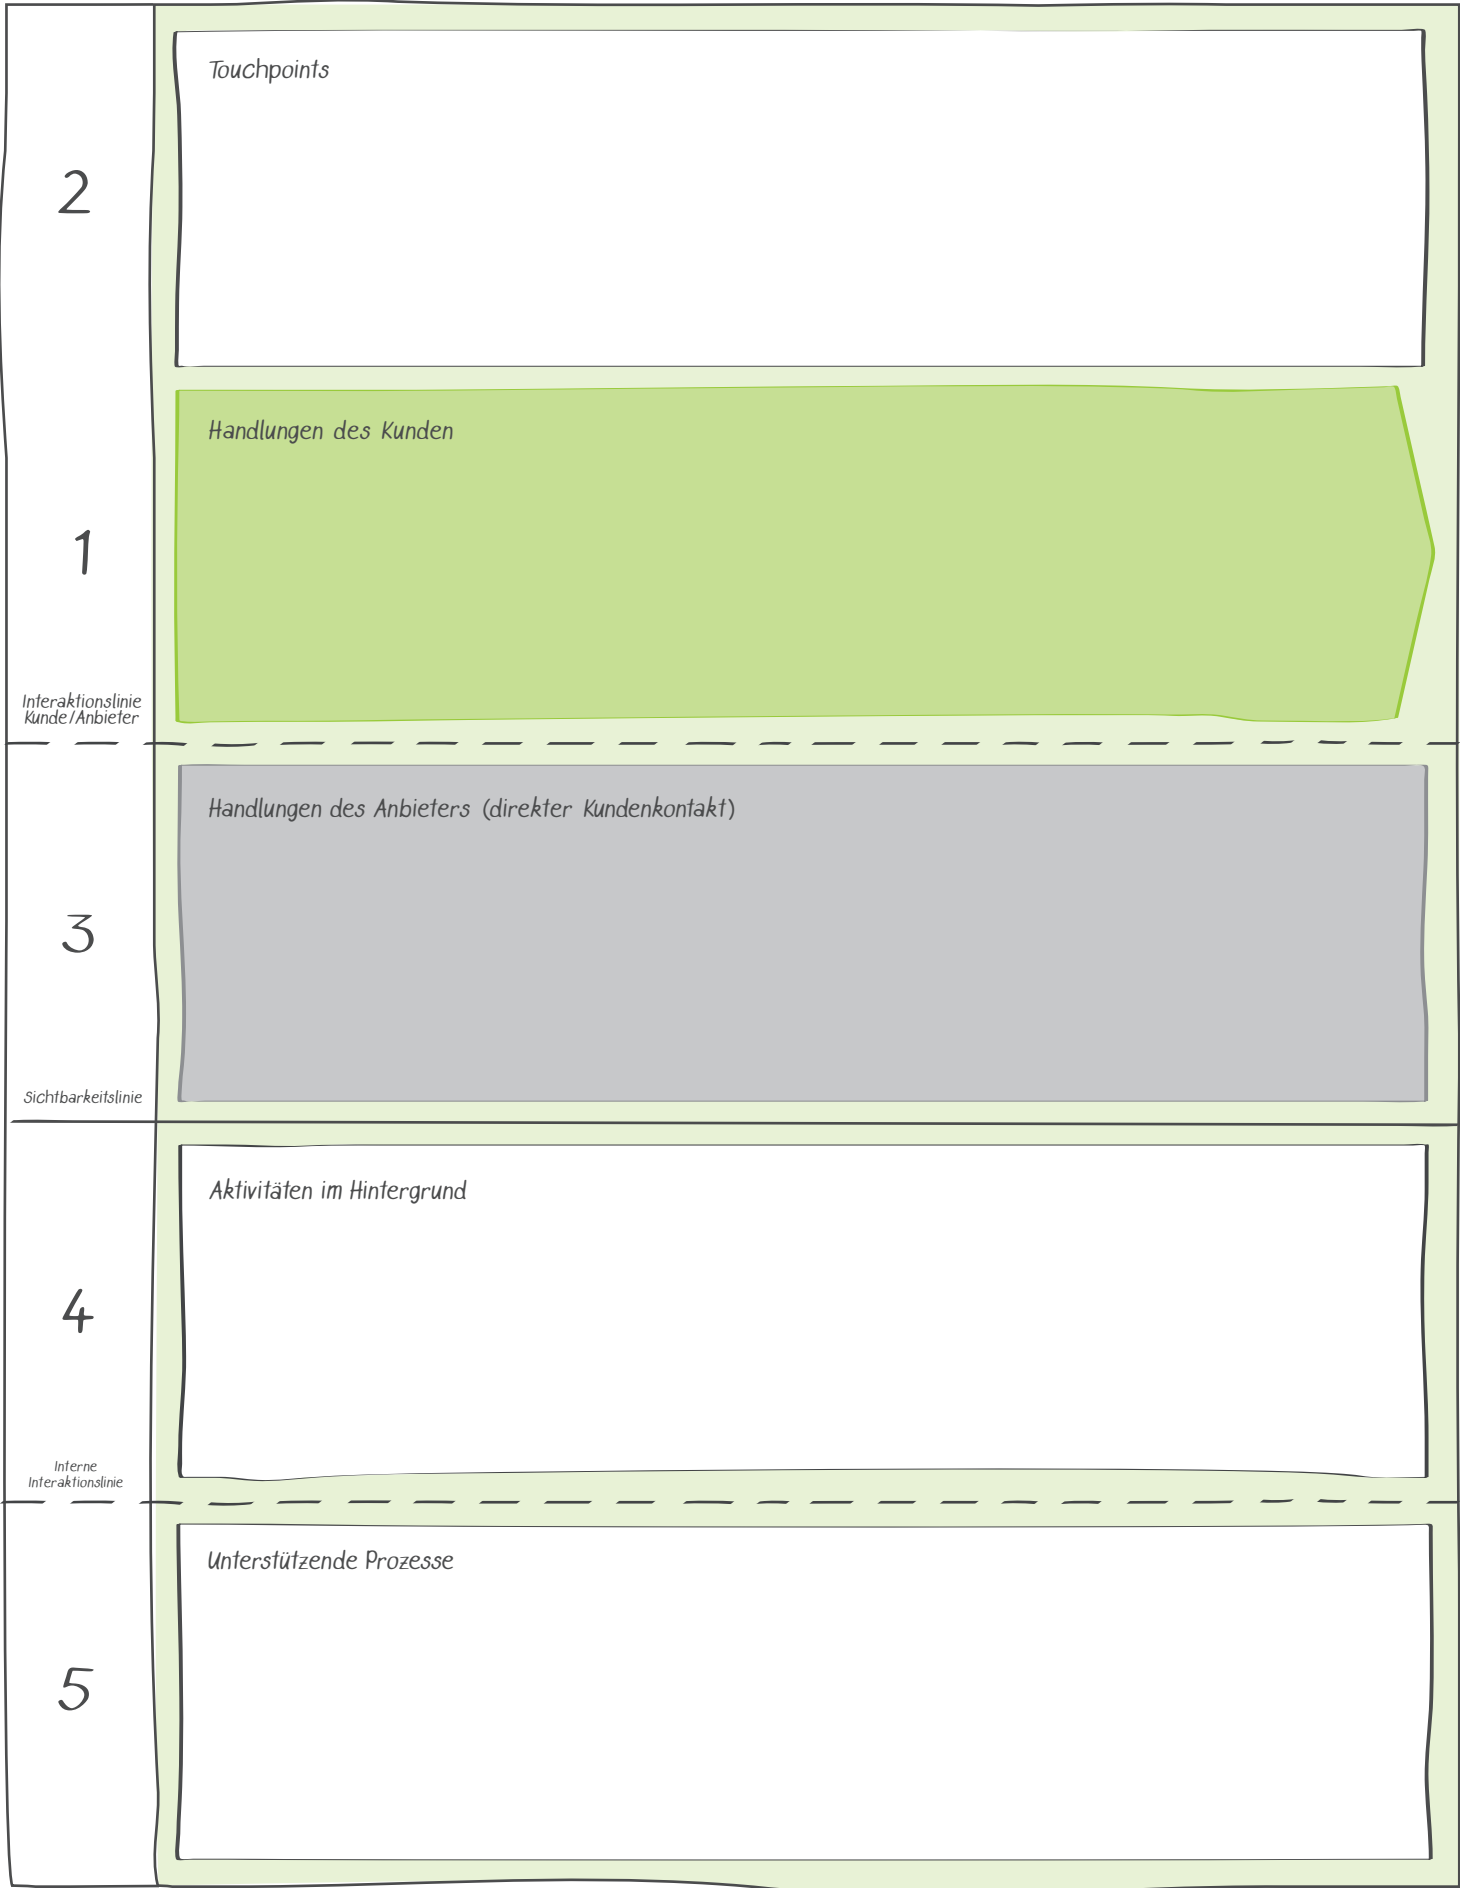 Touchpoints
2
Handlungen des Kunden
1
Interaktionslinie
Kunde/Anbieter
Handlungen des Anbieters (direkter Kundenkontakt)
3
Sichtbarkeitslinie
Aktivitäten im Hintergrund
4
Interne
Interaktionslinie
Unterstützende Prozesse
5